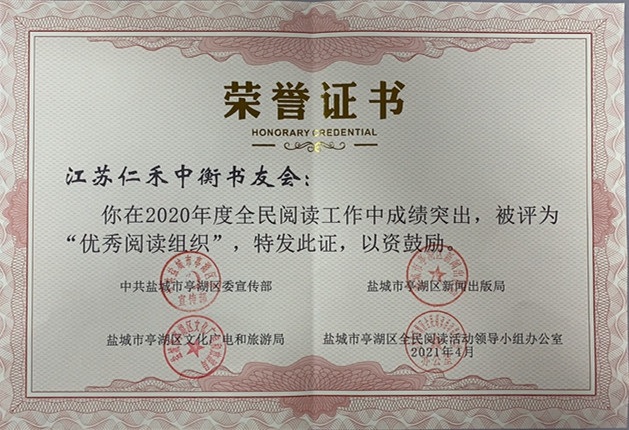 荣誉证书
HONORARY CREDENTIAL
江苏仁禾中衡书友会：
你在2020年度全民阅读工作中成绩突出，被评为
“优秀阅读组织”，特发此证，以资鼓励。
中共盐城市亭湖区委宣传部
盐城市亭湖区新闻出版局
盐城市亭湖区文化广电和旅游局
盐城市亭湖区全民阅读活动领导小组办公室
2021年4月